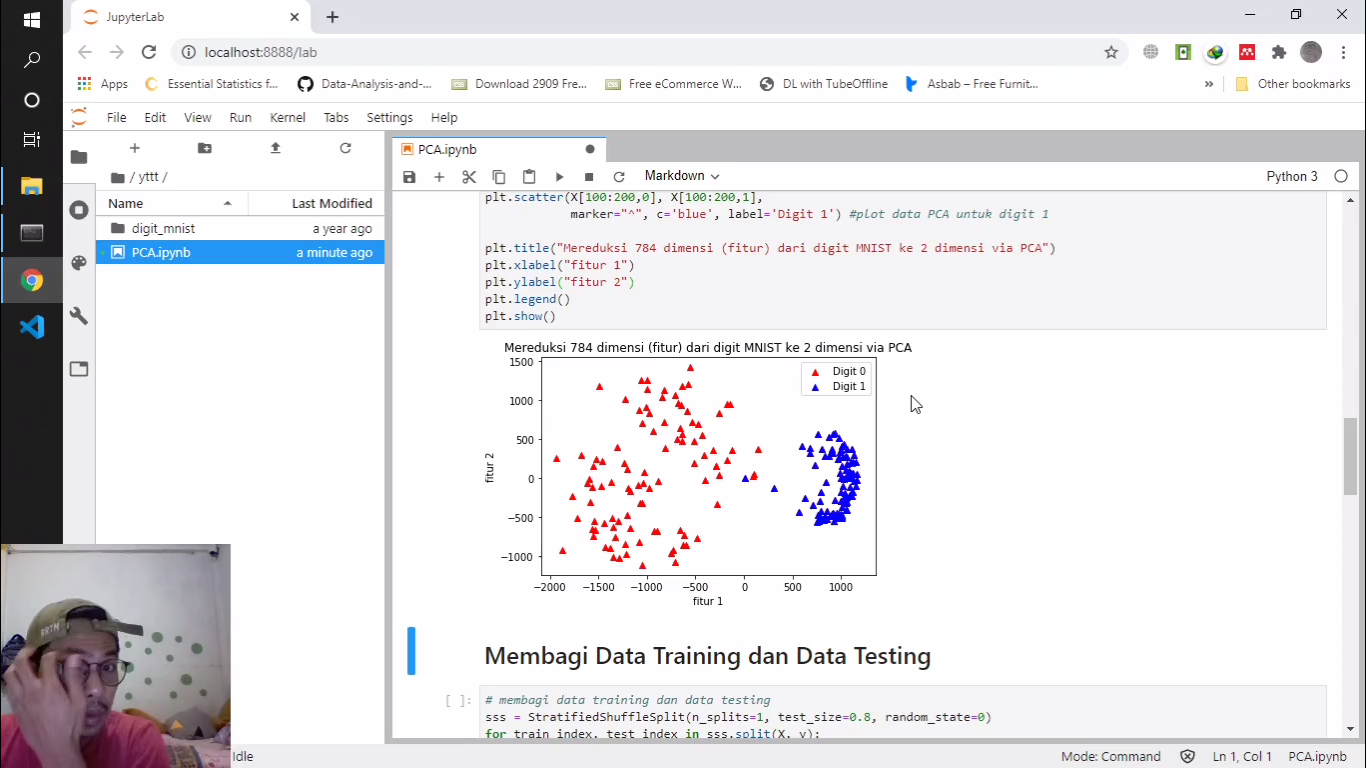 JupyterLab
localhost:8888/lab
Apps
Essential Statistics f...
Data-Analysis-and-...
Download 2909 Fre...
Free eCommerce W...
DL with TubeOffline
Asbab – Free Furnit...
»
Other bookmarks
File Edit View Run Kernel Tabs Settings Help
PCA.ipynb
/ yttt /
Markdown
Python 3
Name
Last Modified
digit_mnist
a year ago
PCA.ipynb
a minute ago
plt.scatter(X[100:200,0], X[100:200,1],
marker="^", c='blue', label='Digit 1') #plot data PCA untuk digit 1
plt.title("Mereduksi 784 dimensi (fitur) dari digit MNIST ke 2 dimensi via PCA")
plt.xlabel("fitur 1")
plt.ylabel("fitur 2")
plt.legend()
plt.show()
Mereduksi 784 dimensi (fitur) dari digit MNIST ke 2 dimensi via PCA
Digit 0
Digit 1
1500
1000
500
0
−500
−1000
fitur 2
−2000 −1500 −1000 −500 0 500 1000
fitur 1
Membagi Data Training dan Data Testing
[ ]:
# membagi data training dan data testing
sss = StratifiedShuffleSplit(n_splits=1, test_size=0.8, random_state=0)
for train_index, test_index in sss.split(X, y):
RRTM
Idle
Mode: Command
Ln 1, Col 1
PCA.ipynb